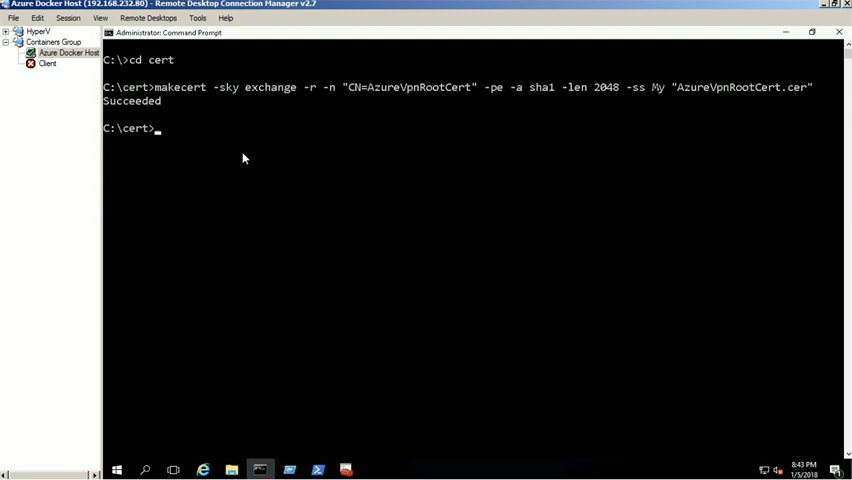 Azure Docker Host (192.168.232.80) - Remote Desktop Connection Manager v2.7
File Edit Session View Remote Desktops Tools Help
HyperV
Containers Group
Azure Docker Host
Client
Administrator: Command Prompt
C:\>cd cert
C:\cert>makecert -sky exchange -r -n "CN=AzureVpnRootCert" -pe -a sha1 -len 2048 -ss My "AzureVpnRootCert.cer"
Succeeded
C:\cert>
8:43 PM
1/5/2018